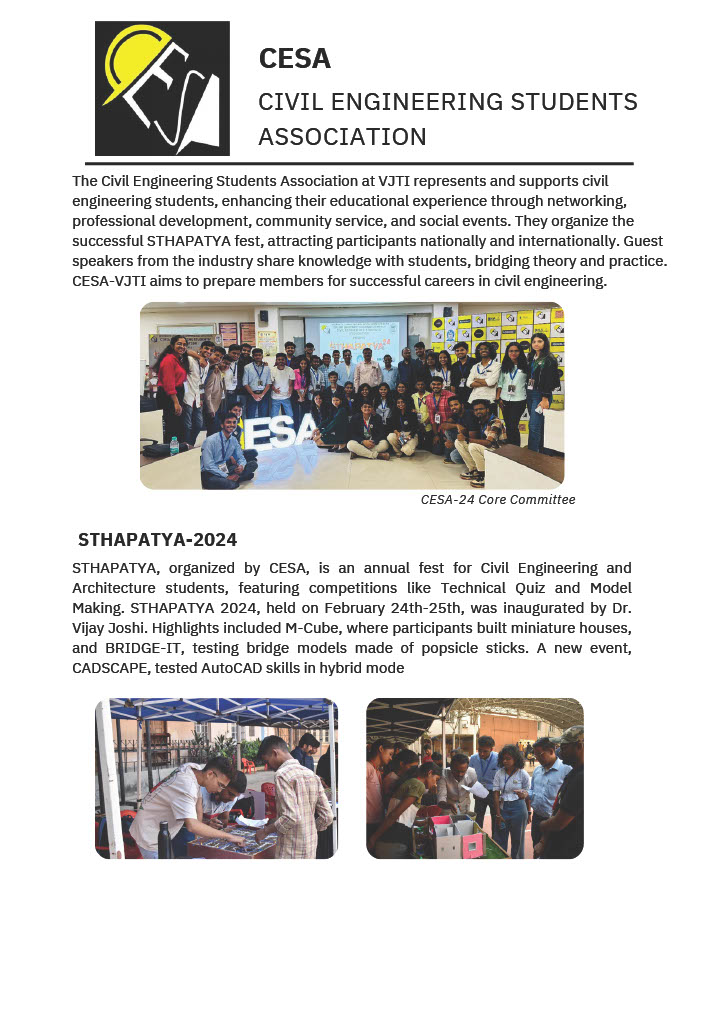 CESA
CIVIL ENGINEERING STUDENTS
ASSOCIATION
The Civil Engineering Students Association at VJTI represents and supports civil
engineering students, enhancing their educational experience through networking,
professional development, community service, and social events. They organize the
successful STHAPATYA fest, attracting participants nationally and internationally. Guest
speakers from the industry share knowledge with students, bridging theory and practice.
CESA-VJTI aims to prepare members for successful careers in civil engineering.
CESA
CESA-24 Core Committee
STHAPATYA-2024
STHAPATYA, organized by CESA, is an annual fest for Civil Engineering and
Architecture students, featuring competitions like Technical Quiz and Model
Making. STHAPATYA 2024, held on February 24th-25th, was inaugurated by Dr.
Vijay Joshi. Highlights included M-Cube, where participants built miniature houses,
and BRIDGE-IT, testing bridge models made of popsicle sticks. A new event,
CADSCAPE, tested AutoCAD skills in hybrid mode